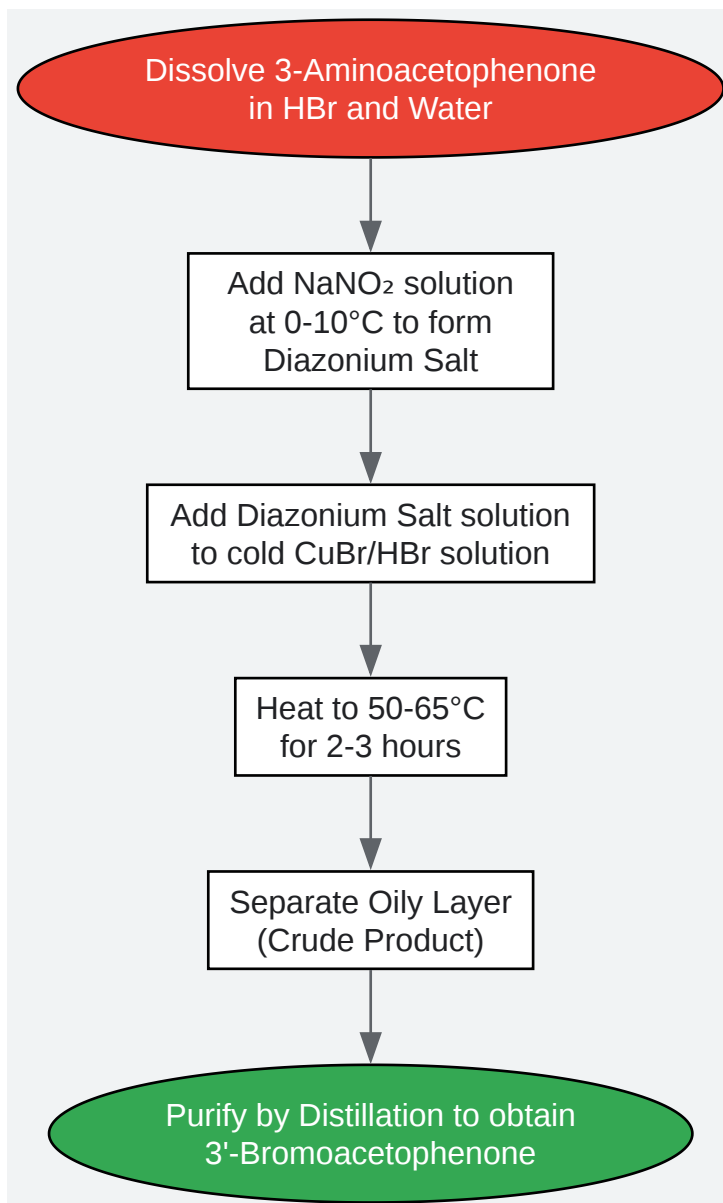 Dissolve 3-Aminoacetophenone
in HBr and Water
Add NaNO₂ solution
at 0-10°C to form
Diazonium Salt
Add Diazonium Salt solution
to cold CuBr/HBr solution
Heat to 50-65°C
for 2-3 hours
Separate Oily Layer
(Crude Product)
Purify by Distillation to obtain
3'-Bromoacetophenone